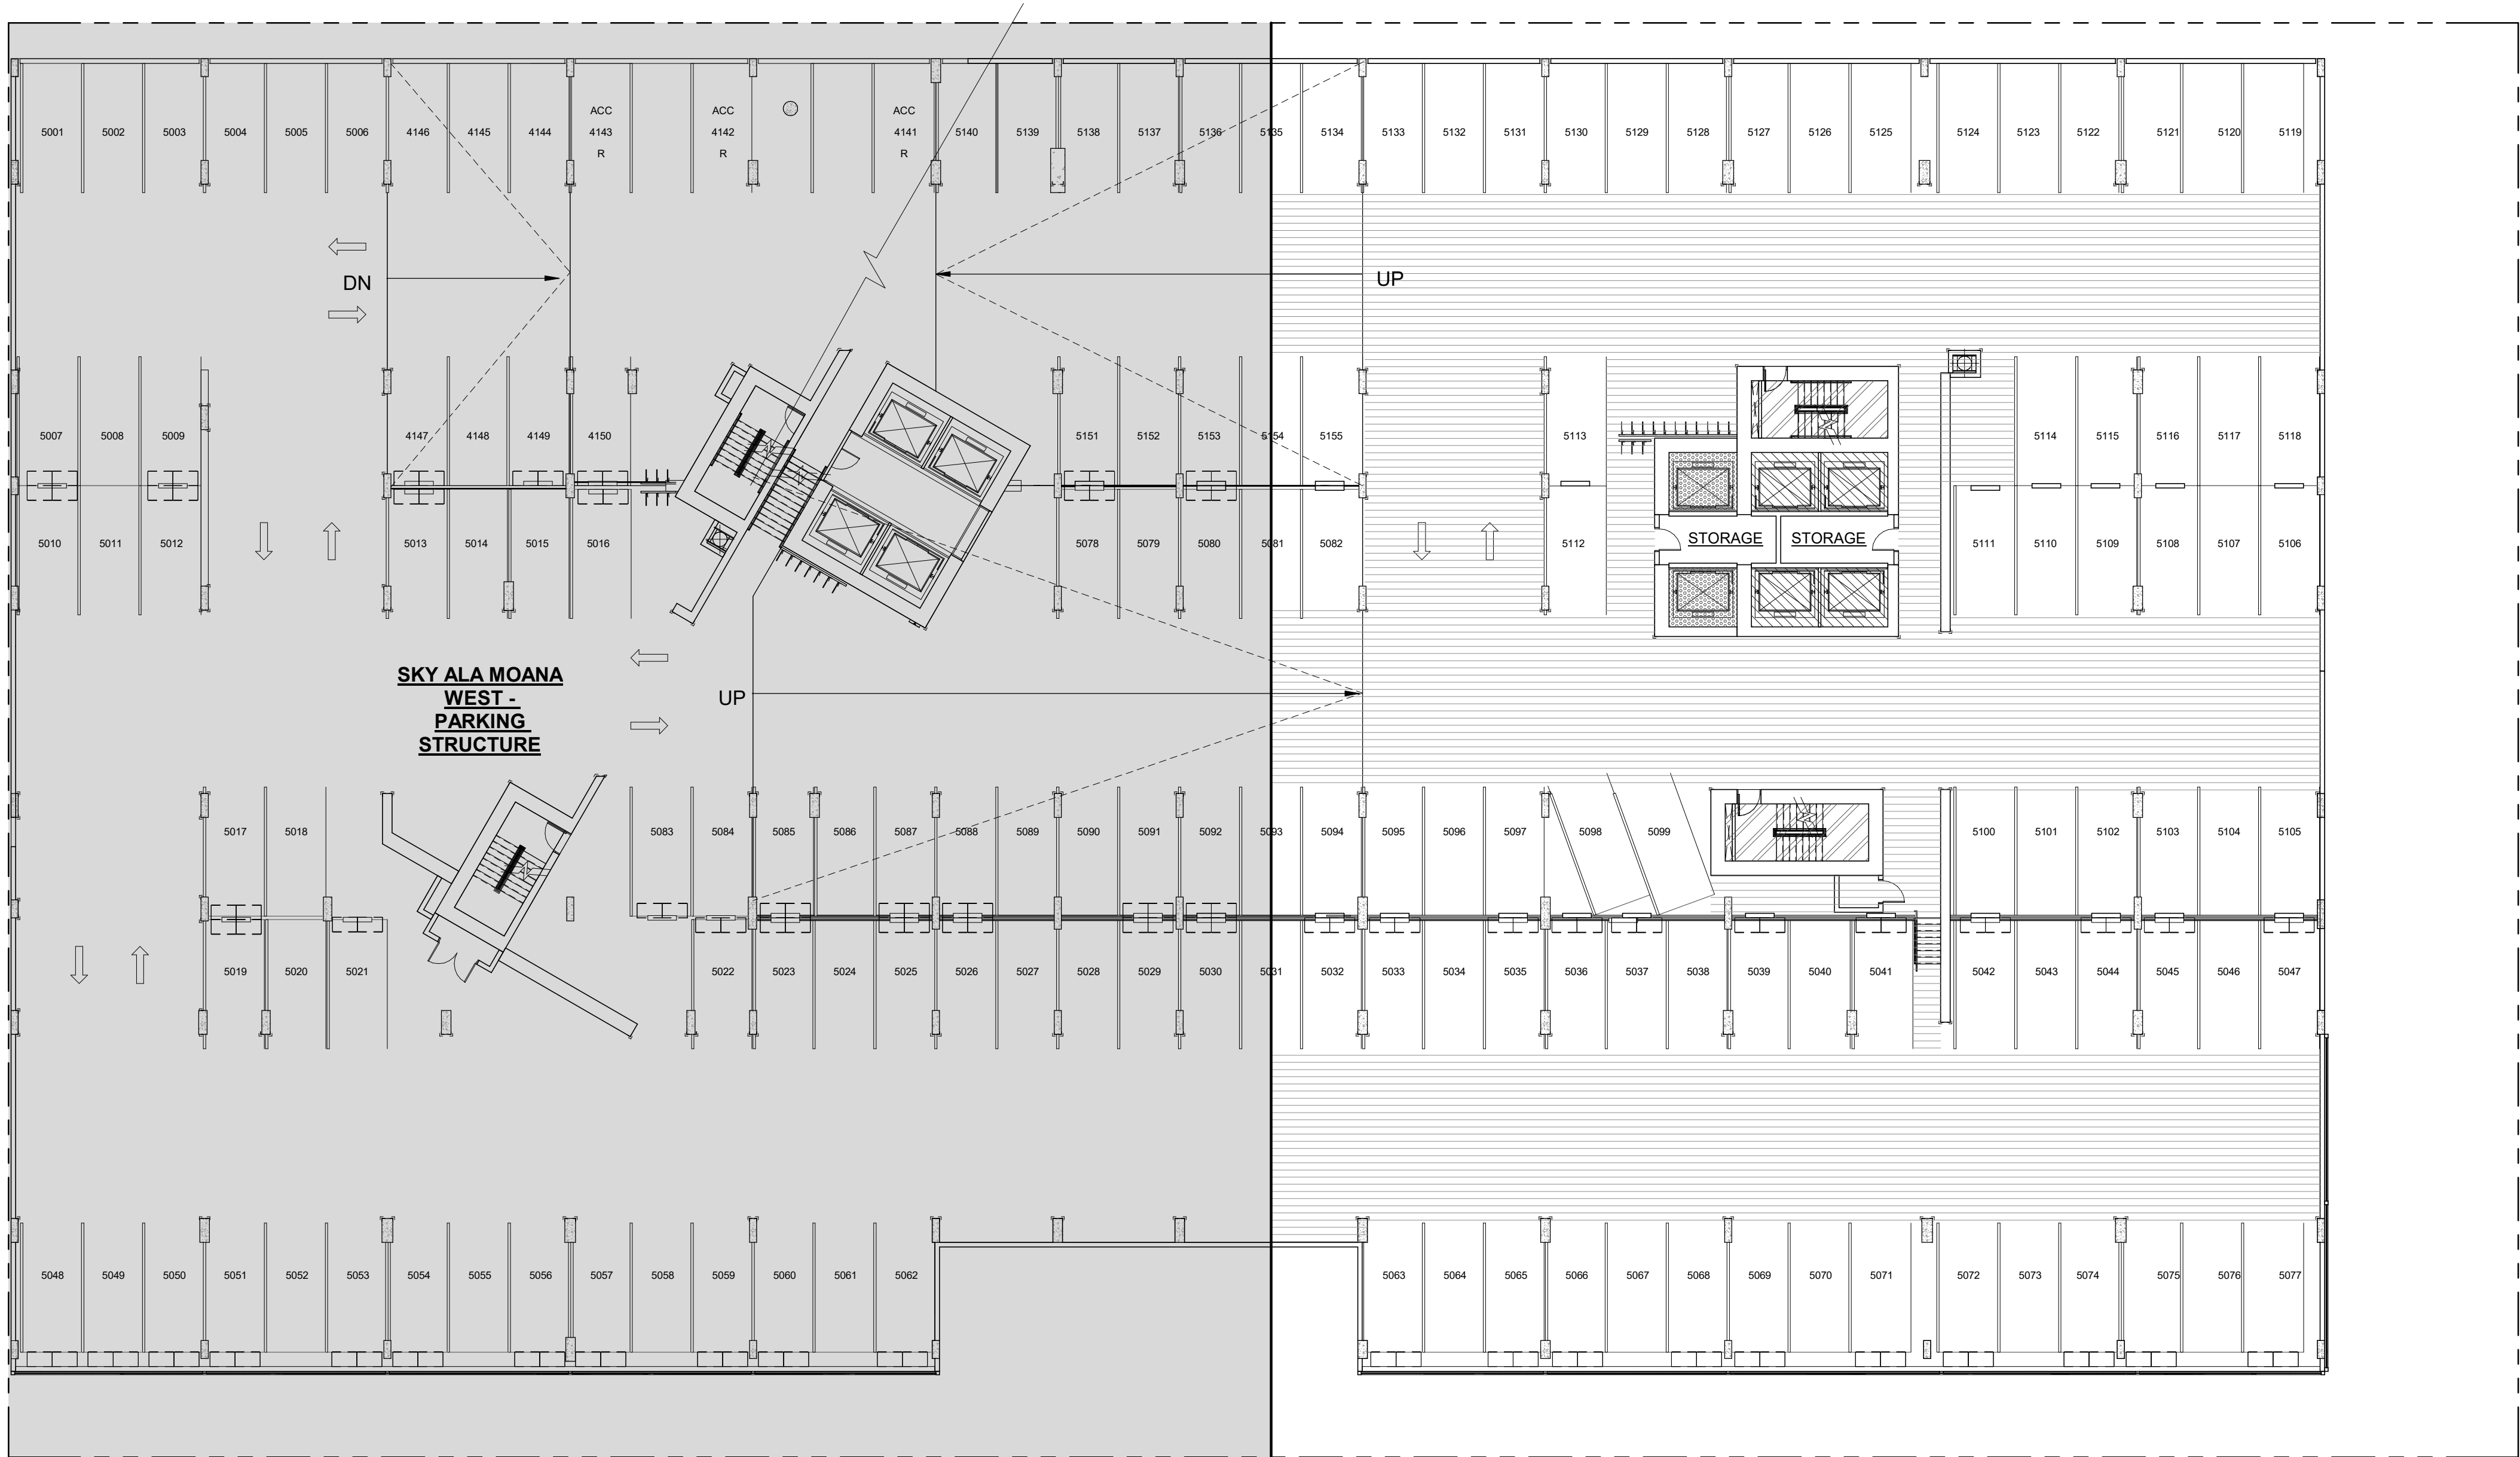 5001 5002 5003 5004 5005 5006 4146 4145 4144 ACC 4143 R ACC 4142 R ACC 4141 R 5140 5139 5138 5137 5136 5135 5134 5133 5132 5131 5130 5129 5128 5127 5126 5125 5124 5123 5122 5121 5120 5119
DN
UP
5007 5008 5009 4147 4148 4149 4150 5151 5152 5153 5154 5155 5113 5114 5115 5116 5117 5118
5010 5011 5012 5013 5014 5015 5016 5078 5079 5080 5081 5082 5112 STORAGE STORAGE 5111 5110 5109 5108 5107 5106
SKY ALA MOANA
WEST -
PARKING
STRUCTURE
UP
5017 5018 5083 5084 5085 5086 5087 5088 5089 5090 5091 5092 5093 5094 5095 5096 5097 5098 5099 5100 5101 5102 5103 5104 5105
5019 5020 5021 5022 5023 5024 5025 5026 5027 5028 5029 5030 5031 5032 5033 5034 5035 5036 5037 5038 5039 5040 5041 5042 5043 5044 5045 5046 5047
5048 5049 5050 5051 5052 5053 5054 5055 5056 5057 5058 5059 5060 5061 5062 5063 5064 5065 5066 5067 5068 5069 5070 5071 5072 5073 5074 5075 5076 5077